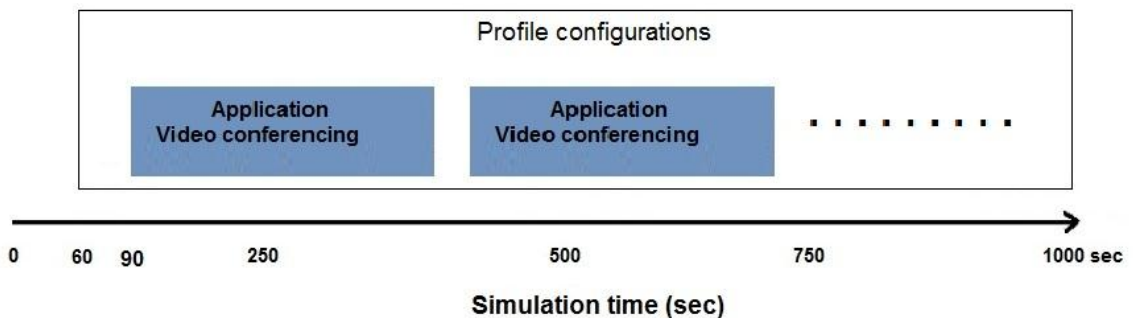 Profile configurations
Application
Video conferencing
Application
Video conferencing
0 60 90 250 500 750 1000 sec
Simulation time (sec)